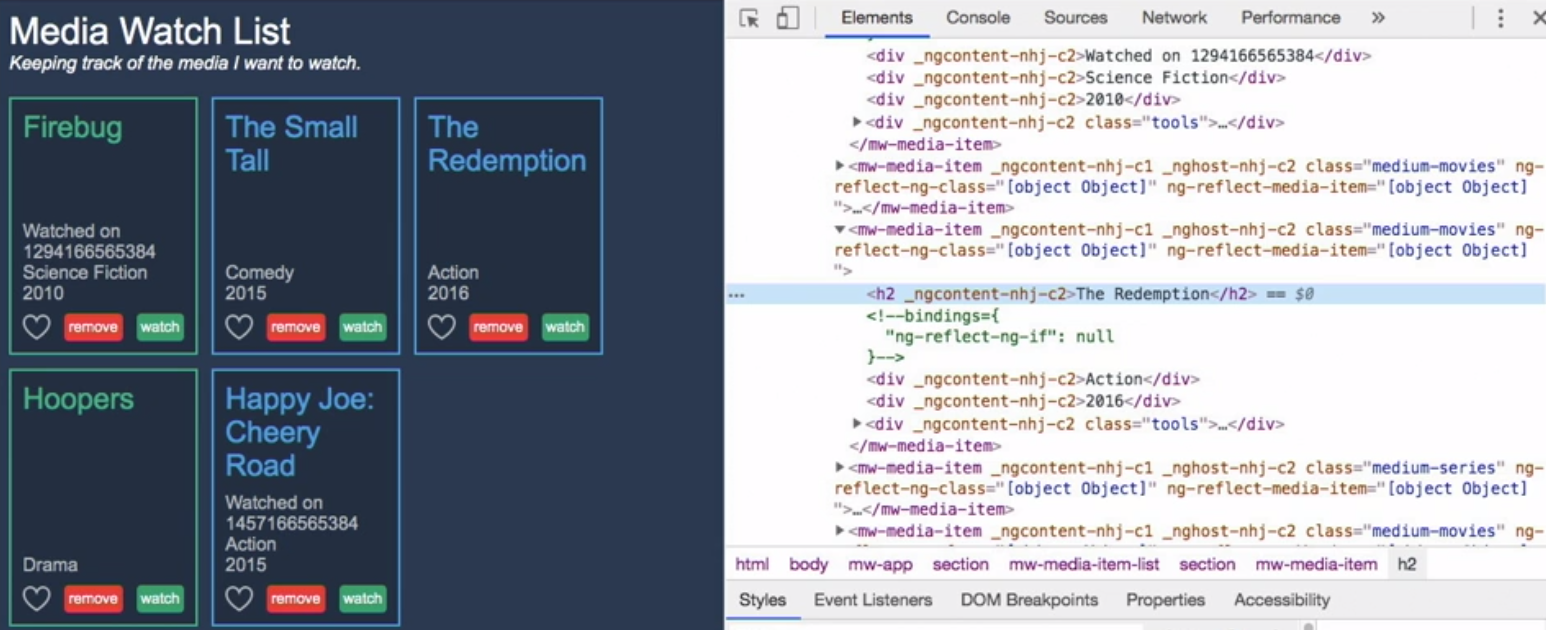 Media Watch List
Keeping track of the media I want to watch.
Firebug
Watched on
1294166565384
Science Fiction
2010
remove watch
The Small
Tall
Comedy
2015
remove watch
The
Redemption
Action
2016
remove watch
Hoopers
Drama
remove watch
Happy Joe:
Cheery
Road
Watched on
1457166565384
Action
2015
remove watch
Elements Console Sources Network Performance »
<div _ngcontent-nhj-c2>Watched on 1294166565384</div>
<div _ngcontent-nhj-c2>Science Fiction</div>
<div _ngcontent-nhj-c2>2010</div>
<div _ngcontent-nhj-c2 class="tools">…</div>
</mw-media-item>
<mw-media-item _ngcontent-nhj-c1 _nghost-nhj-c2 class="medium-movies" ng-
reflect-ng-class="[object Object]" ng-reflect-media-item="[object Object]
">…</mw-media-item>
<mw-media-item _ngcontent-nhj-c1 _nghost-nhj-c2 class="medium-movies" ng-
reflect-ng-class="[object Object]" ng-reflect-media-item="[object Object]
">
… <h2 _ngcontent-nhj-c2>The Redemption</h2> == $0
<!--bindings={
"ng-reflect-ng-if": null
}-->
<div _ngcontent-nhj-c2>Action</div>
<div _ngcontent-nhj-c2>2016</div>
<div _ngcontent-nhj-c2 class="tools">…</div>
</mw-media-item>
<mw-media-item _ngcontent-nhj-c1 _nghost-nhj-c2 class="medium-series" ng-
reflect-ng-class="[object Object]" ng-reflect-media-item="[object Object]
">…</mw-media-item>
<mw-media-item _ngcontent-nhj-c1 _nghost-nhj-c2 class="medium-movies" ng-
html body mw-app section mw-media-item-list section mw-media-item h2
Styles Event Listeners DOM Breakpoints Properties Accessibility